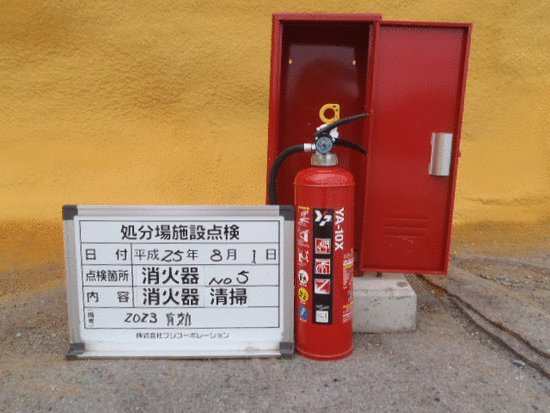 処分場施設点検
日付 平成25年 8月 1日
点検箇所 消火器 No 5
内容 消火器 清掃
備考 2023 有効
株式会社フジコーポレーション
YA-10X